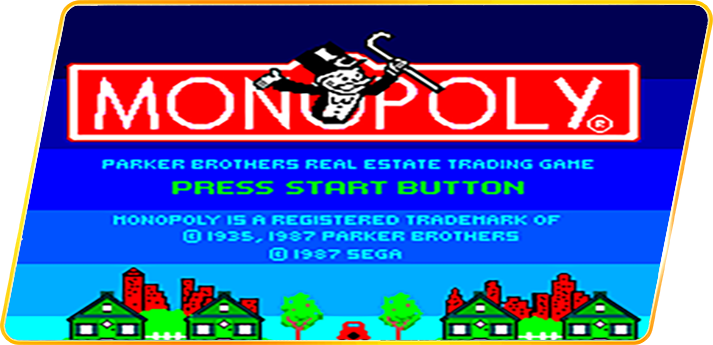 MONOPOLY®
PARKER BROTHERS REAL ESTATE TRADING GAME
PRESS START BUTTON
MONOPOLY IS A REGISTERED TRADEMARK OF
© 1935, 1987 PARKER BROTHERS
© 1987 SEGA